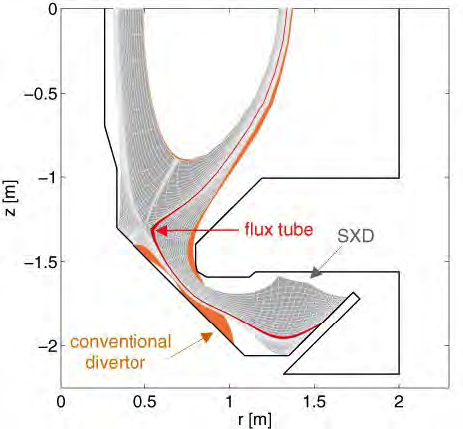 0
−0.5
−1
−1.5
−2
z [m]
flux tube
SXD
conventional
divertor
0 0.5 1 1.5 2
r [m]